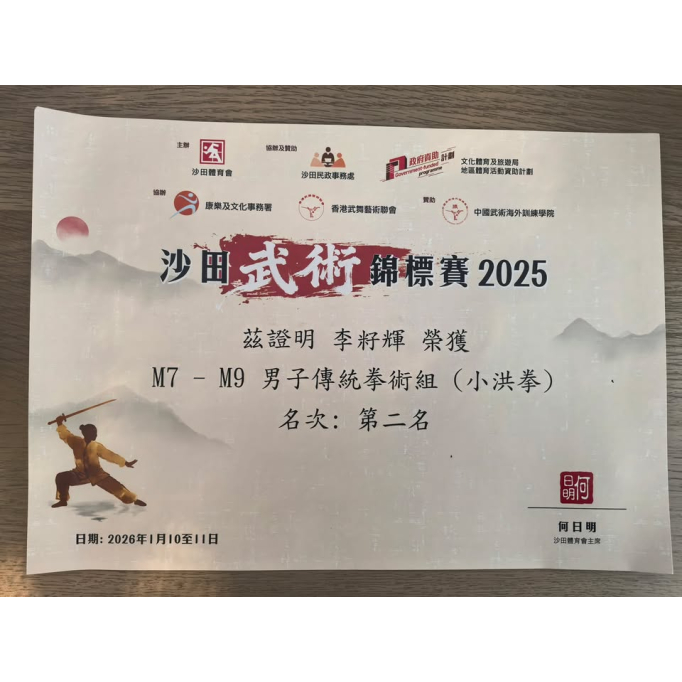 主辦
沙田體育會
協辦及贊助
沙田民政事務處
政府資助計劃
Government-funded programme
文化體育及旅遊局
地區體育活動資助計劃
協辦
康樂及文化事務署
香港武舞藝術聯會
贊助
中國武術海外訓練學院
沙田武術錦標賽2025
茲證明 李籽輝 榮獲
M7 - M9 男子傳統拳術組 (小洪拳)
名次: 第二名
何日明
何日明
沙田體育會主席
日期: 2026年1月10至11日